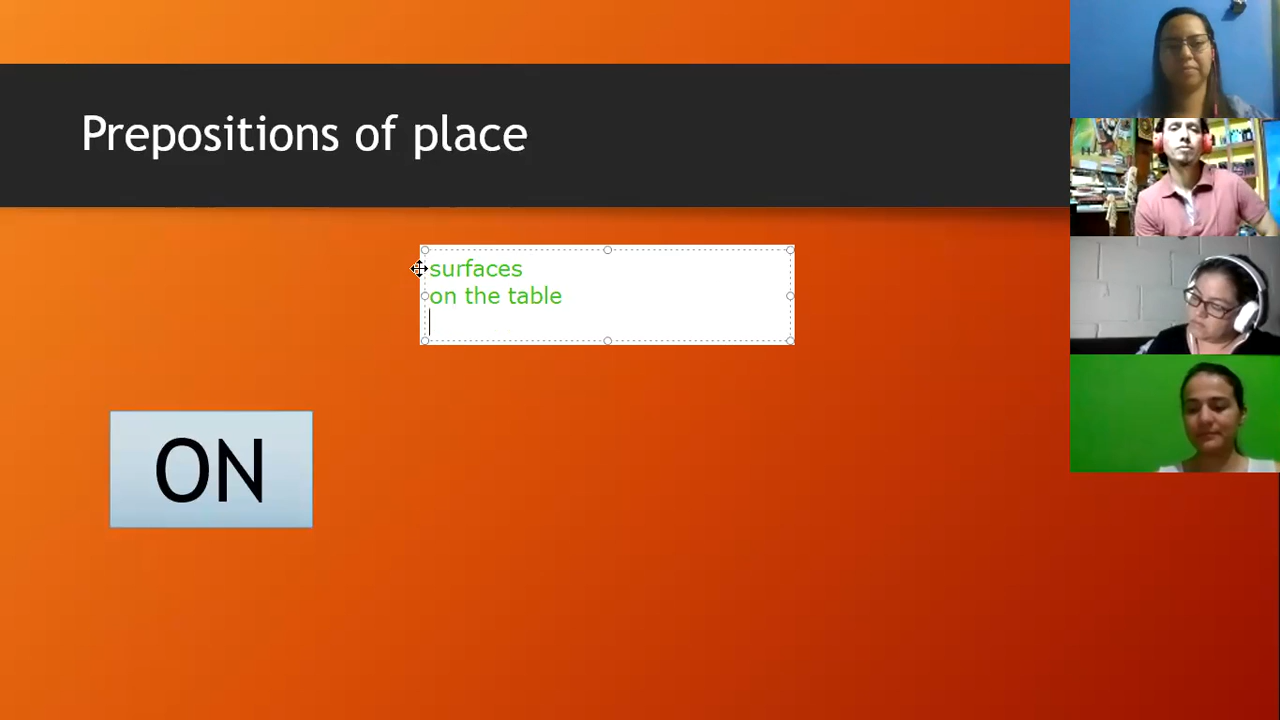 Prepositions of place
surfaces
on the table
ON